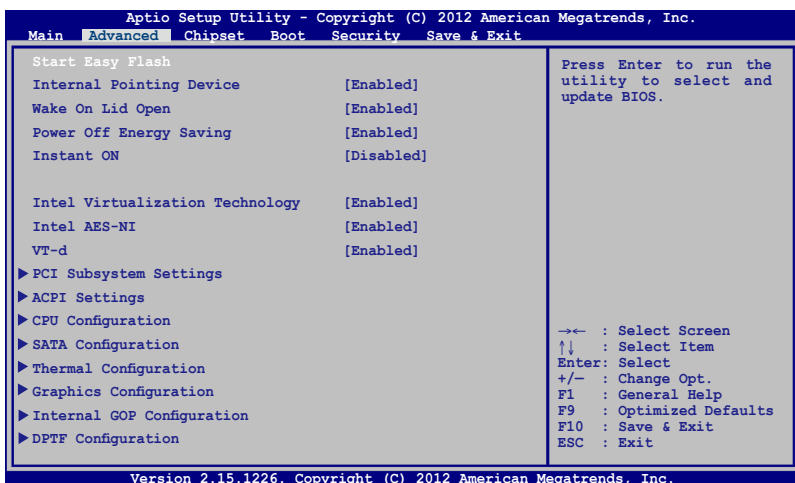 Aptio Setup Utility - Copyright (C) 2012 American Megatrends, Inc.
Main Advanced Chipset Boot Security Save & Exit
Start Easy Flash
Internal Pointing Device [Enabled]
Wake On Lid Open [Enabled]
Power Off Energy Saving [Enabled]
Instant ON [Disabled]
Intel Virtualization Technology [Enabled]
Intel AES-NI [Enabled]
VT-d [Enabled]
PCI Subsystem Settings
ACPI Settings
CPU Configuration
SATA Configuration
Thermal Configuration
Graphics Configuration
Internal GOP Configuration
DPTF Configuration
Press Enter to run the
utility to select and
update BIOS.
→← : Select Screen
↑↓ : Select Item
Enter: Select
+/— : Change Opt.
F1 : General Help
F9 : Optimized Defaults
F10 : Save & Exit
ESC : Exit
Version 2.15.1226. Copyright (C) 2012 American Megatrends, Inc.